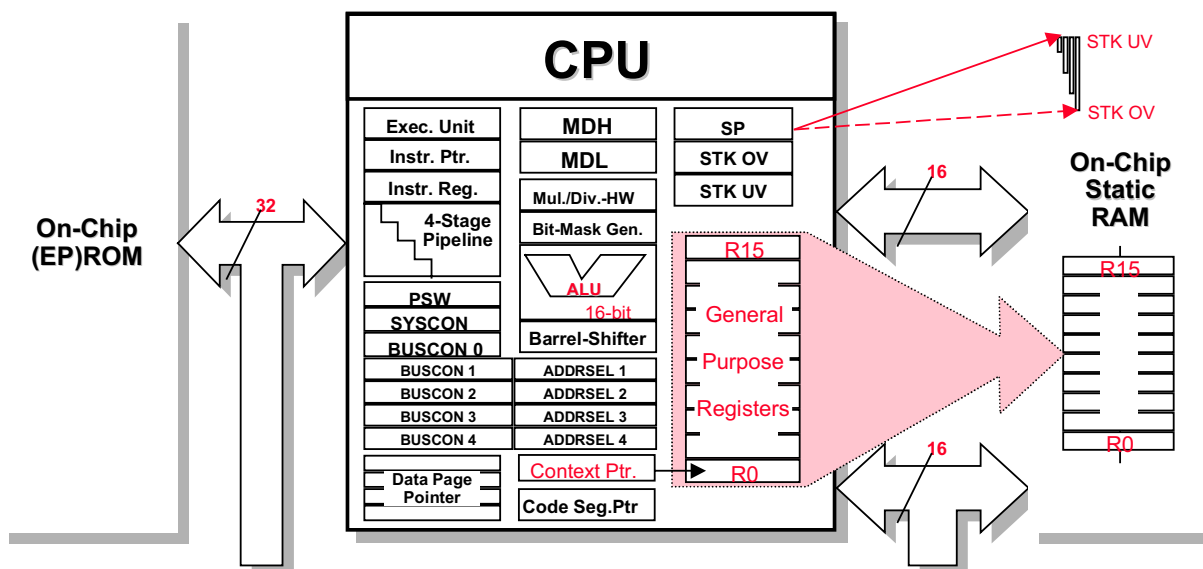 CPU
STK UV
STK OV
Exec. Unit
Instr. Ptr.
Instr. Reg.
4-Stage
Pipeline
MDH
MDL
Mul./Div.-HW
Bit-Mask Gen.
ALU
16-bit
Barrel-Shifter
SP
STK OV
STK UV
On-Chip
(EP)ROM
32
16
On-Chip
Static
RAM
PSW
SYSCON
BUSCON 0
BUSCON 1
ADDRSEL 1
BUSCON 2
ADDRSEL 2
BUSCON 3
ADDRSEL 3
BUSCON 4
ADDRSEL 4
R15
General
Purpose
Registers
R0
R15
R0
16
Context Ptr.
Data Page
Pointer
Code Seg.Ptr